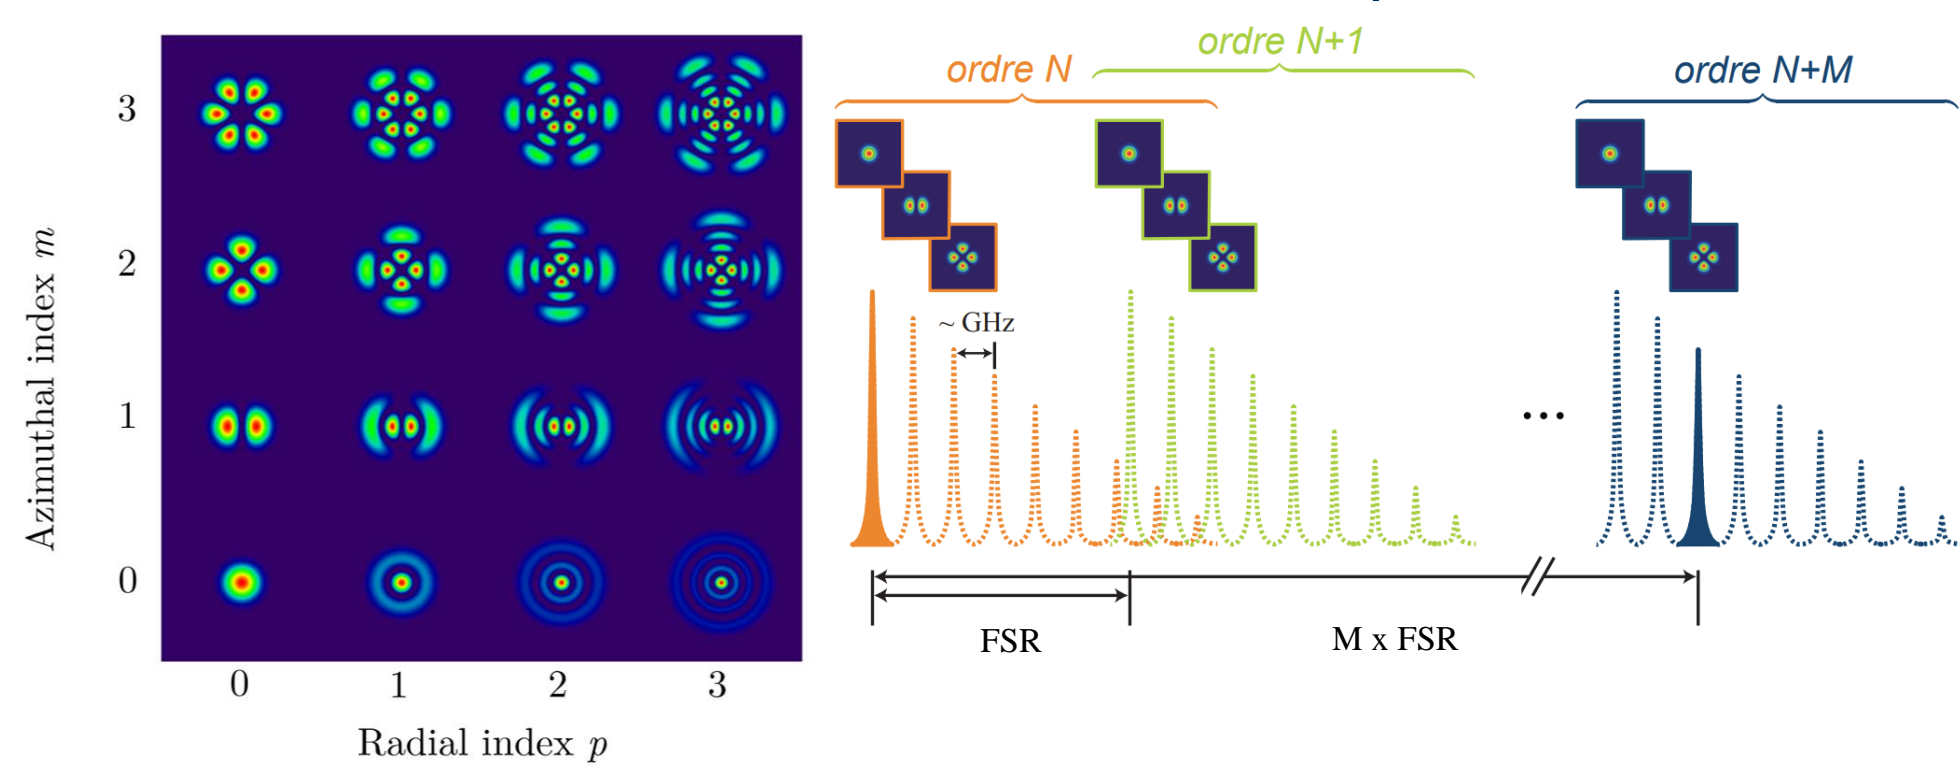 Azimuthal index m
3
2
1
0
0 1 2 3
Radial index p
ordre N
ordre N+1
ordre N+M
~ GHz
...
FSR
M x FSR